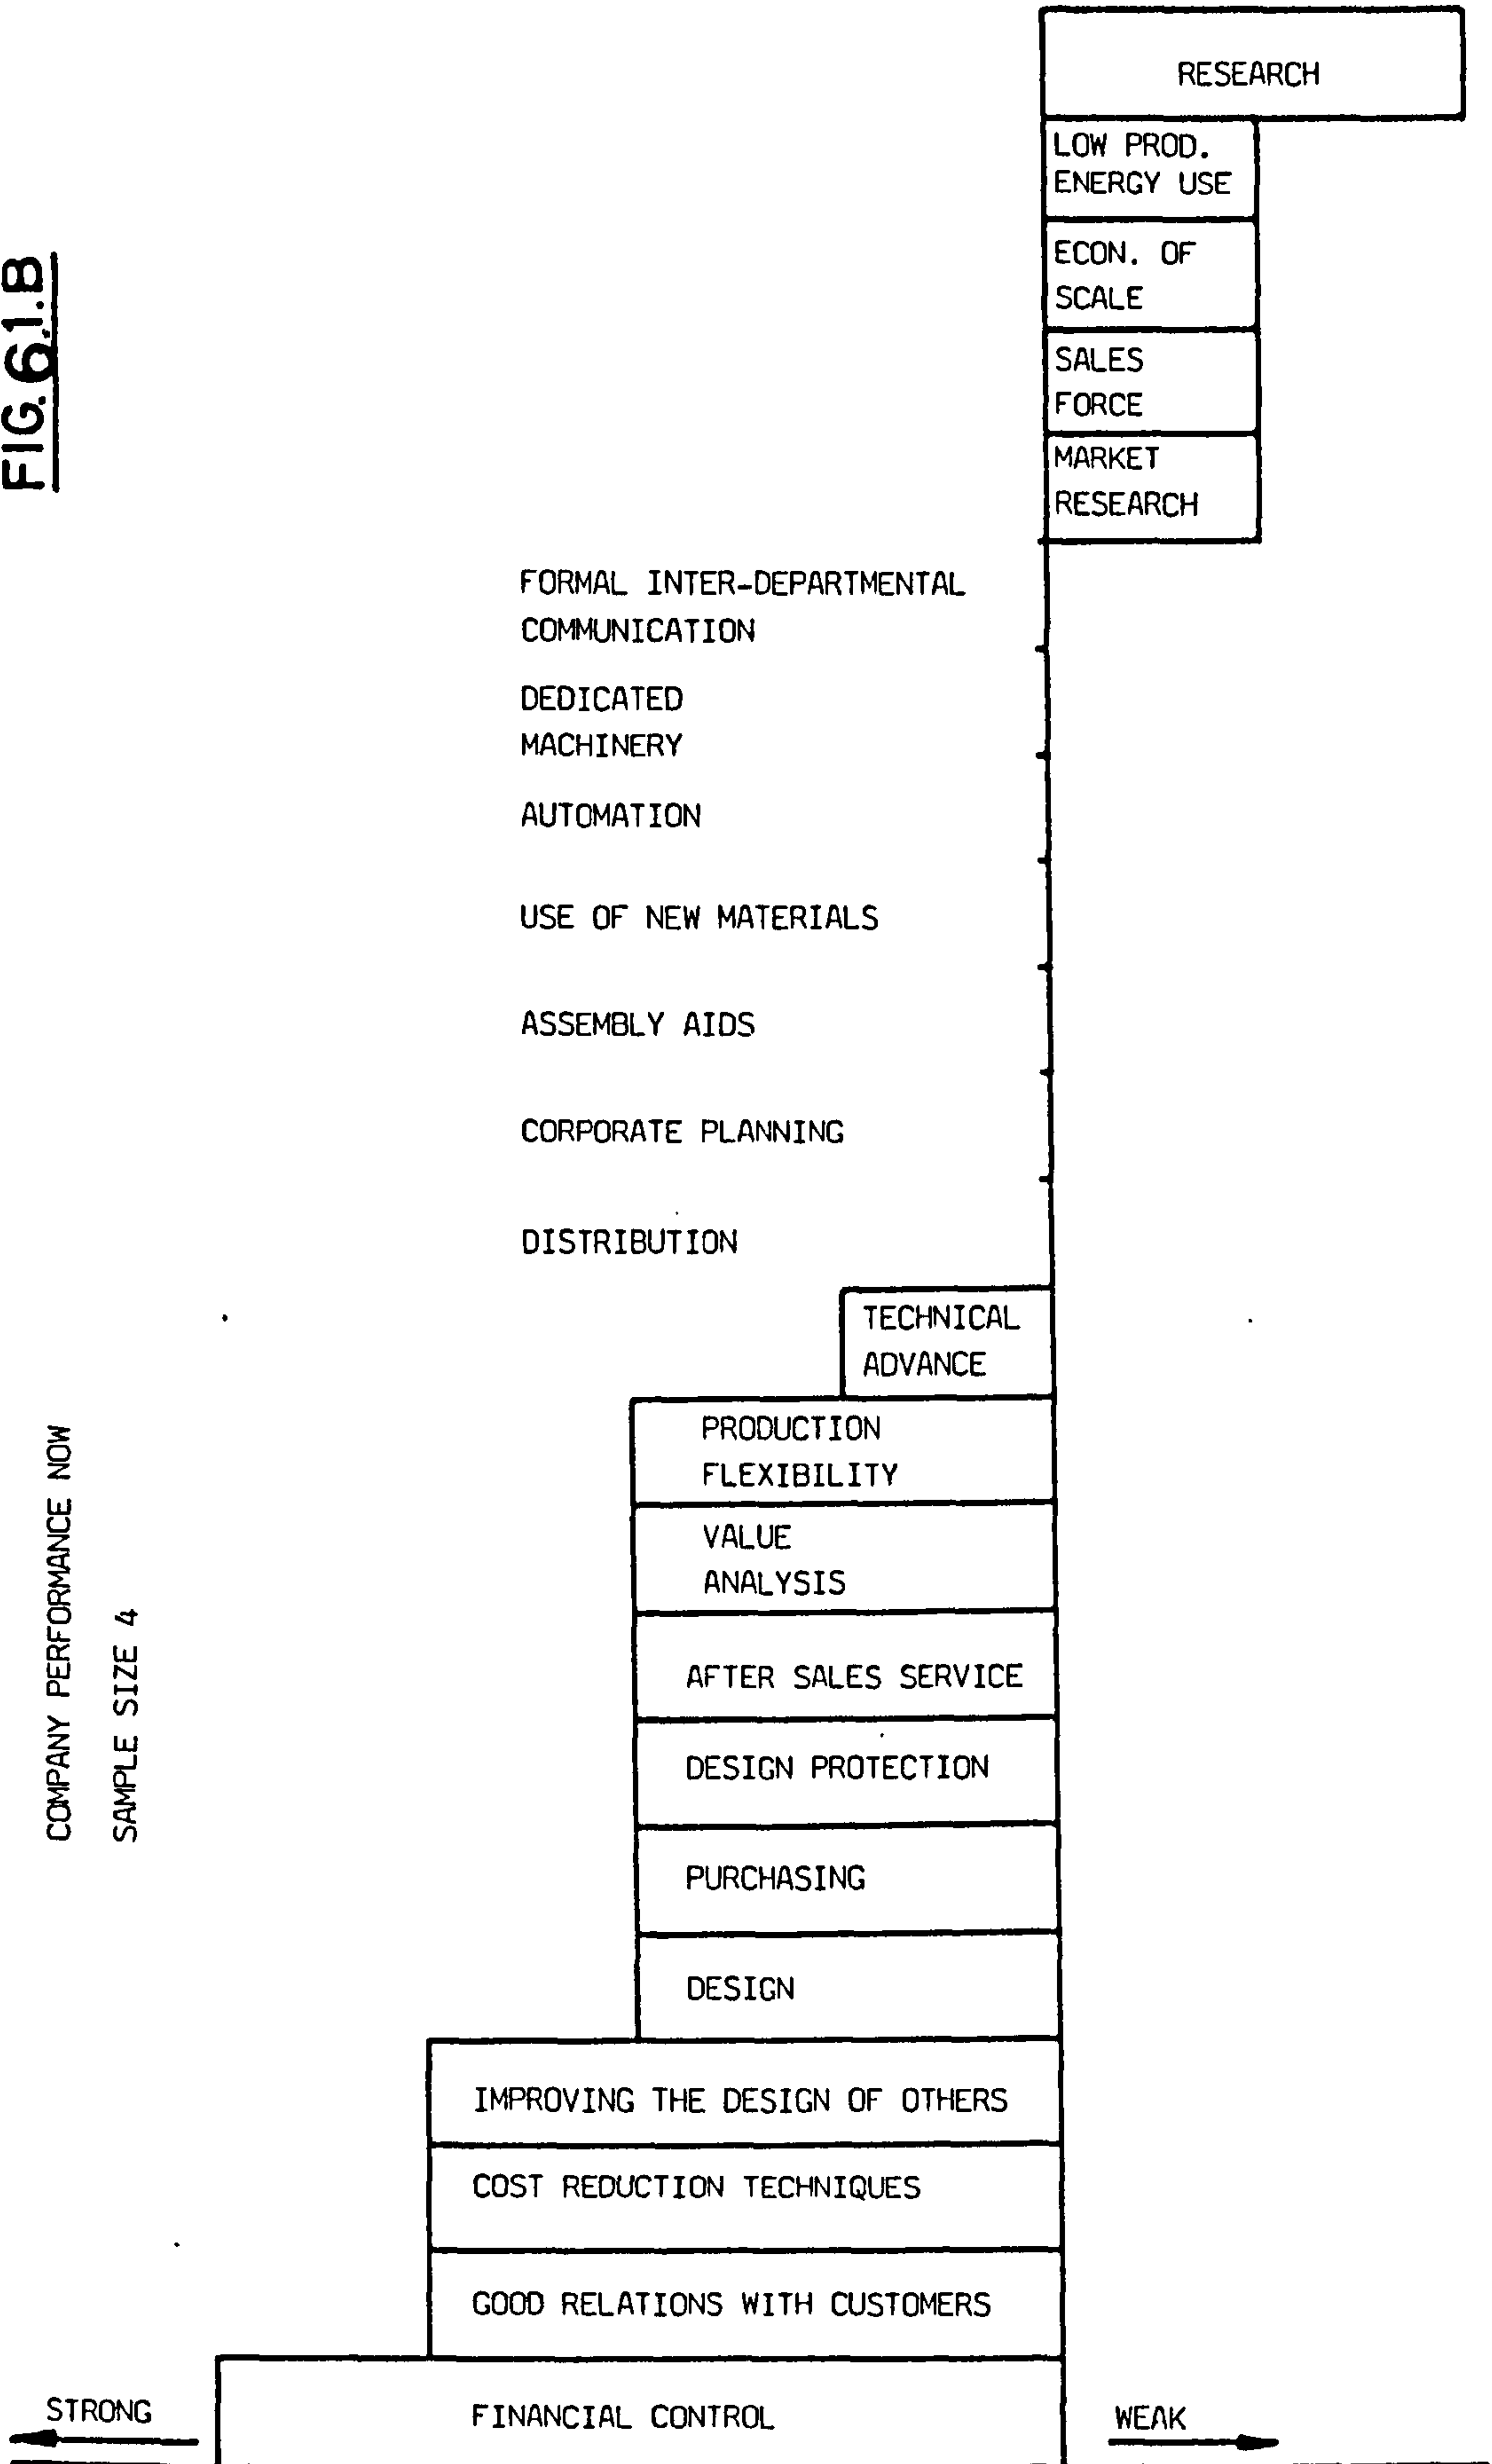 FIG. 6.1.B
RESEARCH
LOW PROD.
ENERGY USE
ECON. OF
SCALE
SALES
FORCE
MARKET
RESEARCH
FORMAL INTER-DEPARTMENTAL
COMMUNICATION
DEDICATED
MACHINERY
AUTOMATION
USE OF NEW MATERIALS
ASSEMBLY AIDS
CORPORATE PLANNING
DISTRIBUTION
TECHNICAL
ADVANCE
PRODUCTION
FLEXIBILITY
VALUE
ANALYSIS
AFTER SALES SERVICE
DESIGN PROTECTION
PURCHASING
DESIGN
IMPROVING THE DESIGN OF OTHERS
COST REDUCTION TECHNIQUES
GOOD RELATIONS WITH CUSTOMERS
FINANCIAL CONTROL
STRONG
WEAK
COMPANY PERFORMANCE NOW
SAMPLE SIZE 4